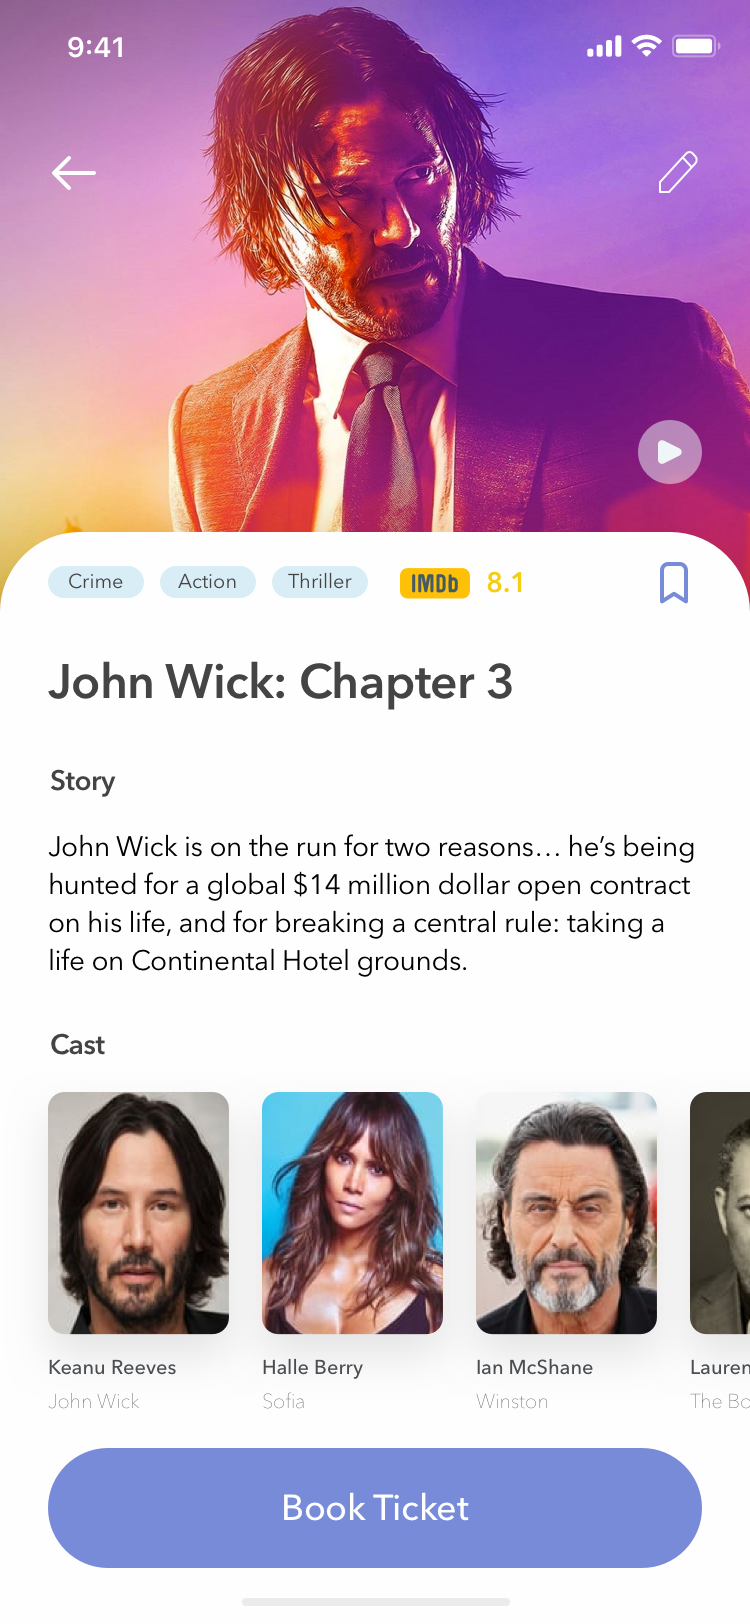 9:41
Crime Action Thriller IMDb 8.1
John Wick: Chapter 3
Story
John Wick is on the run for two reasons... he’s being
hunted for a global $14 million dollar open contract
on his life, and for breaking a central rule: taking a
life on Continental Hotel grounds.
Cast
Keanu Reeves Halle Berry Ian McShane
John Wick Sofia Winston The
Book Ticket